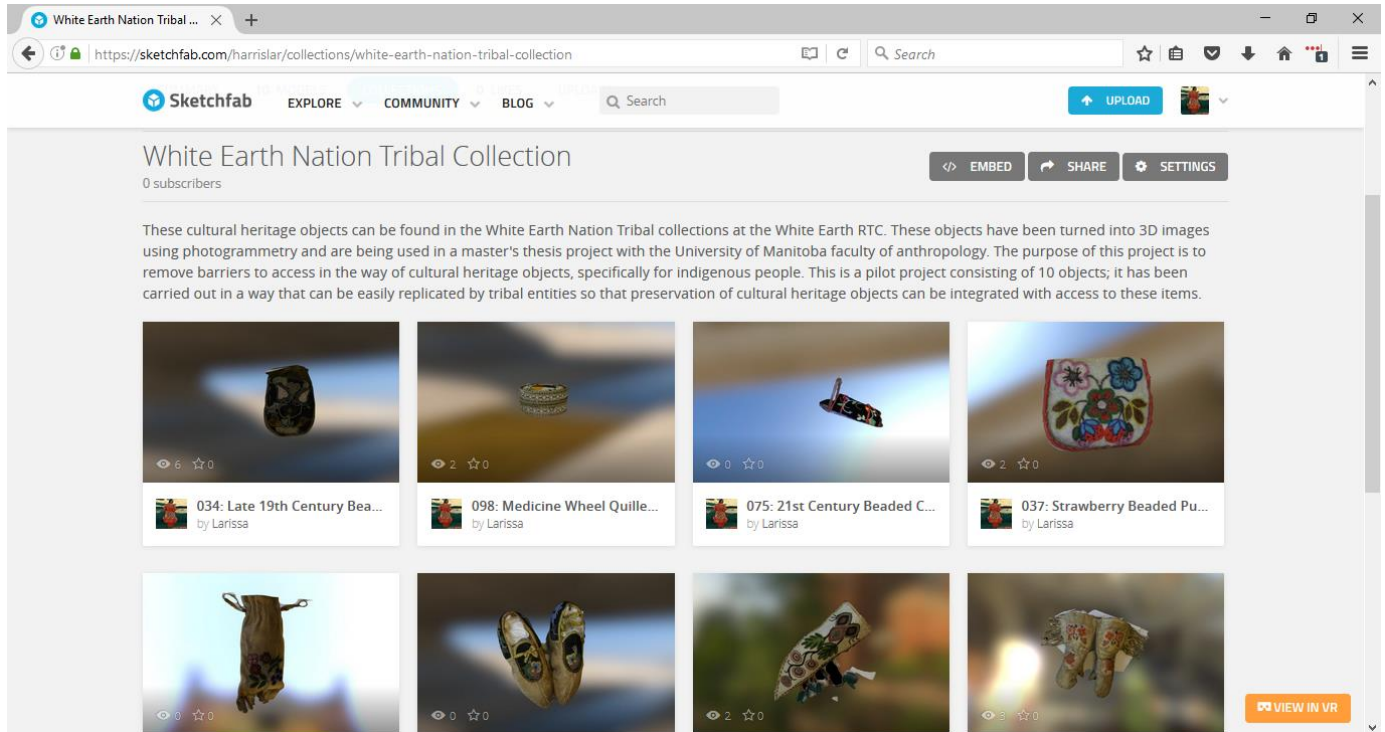 White Earth Nation Tribal ...
https://sketchfab.com/harrislar/collections/white-earth-nation-tribal-collection
Search
1
Sketchfab
EXPLORE
COMMUNITY
BLOG
Search
UPLOAD
White Earth Nation Tribal Collection
0 subscribers
</> EMBED
SHARE
SETTINGS
These cultural heritage objects can be found in the White Earth Nation Tribal collections at the White Earth RTC. These objects have been turned into 3D images
using photogrammetry and are being used in a master's thesis project with the University of Manitoba faculty of anthropology. The purpose of this project is to
remove barriers to access in the way of cultural heritage objects, specifically for indigenous people. This is a pilot project consisting of 10 objects; it has been
carried out in a way that can be easily replicated by tribal entities so that preservation of cultural heritage objects can be integrated with access to these items.
6 0
2 0
0 0
2 0
034: Late 19th Century Bea...
by Larissa
098: Medicine Wheel Quille...
by Larissa
075: 21st Century Beaded C...
by Larissa
037: Strawberry Beaded Pu...
by Larissa
0 0
0 0
2 0
3 0
VIEW IN VR